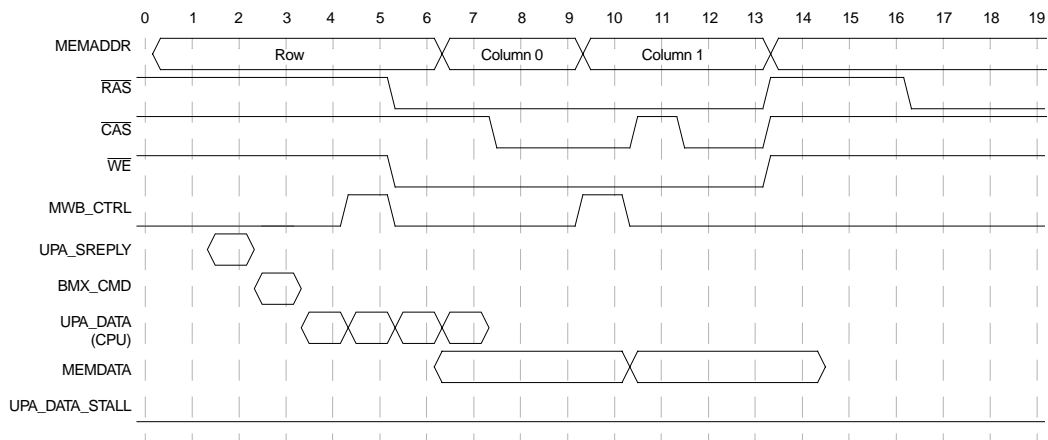 0 1 2 3 4 5 6 7 8 9 10 11 12 13 14 15 16 17 18 19
MEMADDR Row Column 0 Column 1
RAS
CAS
WE
MWB_CTRL
UPA_SREPLY
BMX_CMD
UPA_DATA
(CPU)
MEMDATA
UPA_DATA_STALL